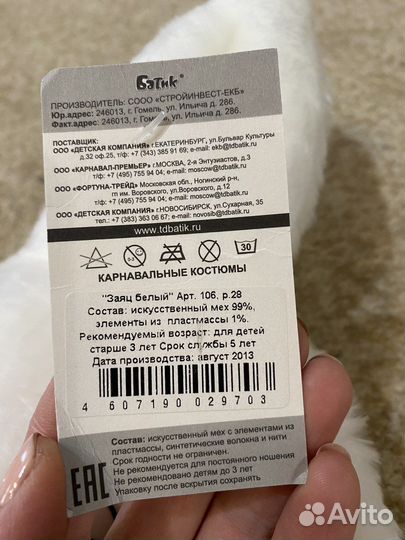 Батик
ПРОИЗВОДИТЕЛЬ: СООО «СТРОЙИНВЕСТ-ЕКБ»
Юр.адрес: 246013, г. Гомель, ул. Ильича д. 286.
Факт.адрес: 246013, г. Гомель, ул. Ильича д. 286.
ПОСТАВЩИК:
ООО «ДЕТСКАЯ КОМПАНИЯ» г.ЕКАТЕРИНБУРГ, ул.Бульвар Культуры
д.32 оф.25, т/ф: +7 (343) 385 91 69; e-mail: ekb@tdbatik.ru
ООО «КАРНАВАЛ-ПРЕМЬЕР» г.МОСКВА, 2-я Энтузиастов, д.3
т/ф: +7 (495) 755 94 04; e-mail: moscow@tdbatik.ru
ООО «ФОРТУНА-ТРЕЙД» Московская обл., Ногинский р-н,
гп им. Воровского, ул.Воровского, д.12
т/ф: +7 (495) 755 94 04; e-mail: moscow@tdbatik.ru
ООО «ДЕТСКАЯ КОМПАНИЯ» г.НОВОСИБИРСК, ул.Сухарная, 35
т/ф: +7 (383) 363 06 67; e-mail: novosib@tdbatik.ru
www.tdbatik.ru
30
КАРНАВАЛЬНЫЕ КОСТЮМЫ
"Заяц белый" Арт. 106, р.28
Состав: искусственный мех 99%,
элементы из пластмассы 1%.
Рекомендуемый возраст: для детей
старше 3 лет Срок службы 5 лет
Дата производства: август 2013
4 607190 029703
Состав: искусственный мех с элементами из
пластмассы, синтетические волокна и нити
Срок годности не ограничен.
Не рекомендуется для постоянного ношения
Не рекомендовано детям до 3 лет
Упаковку после вскрытия сохранять
EAC
Avito